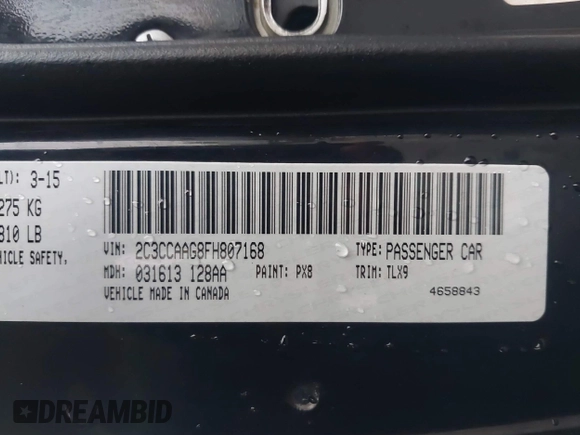 LT): 3-15
275 KG
810 LB
HICLE SAFETY,
VIN: 2C3CCAAG8FH807168 TYPE: PASSENGER CAR
MDH: 031613 128AA PAINT: PX8 TRIM: TLX9
VEHICLE MADE IN CANADA 4658843
DREAMBID